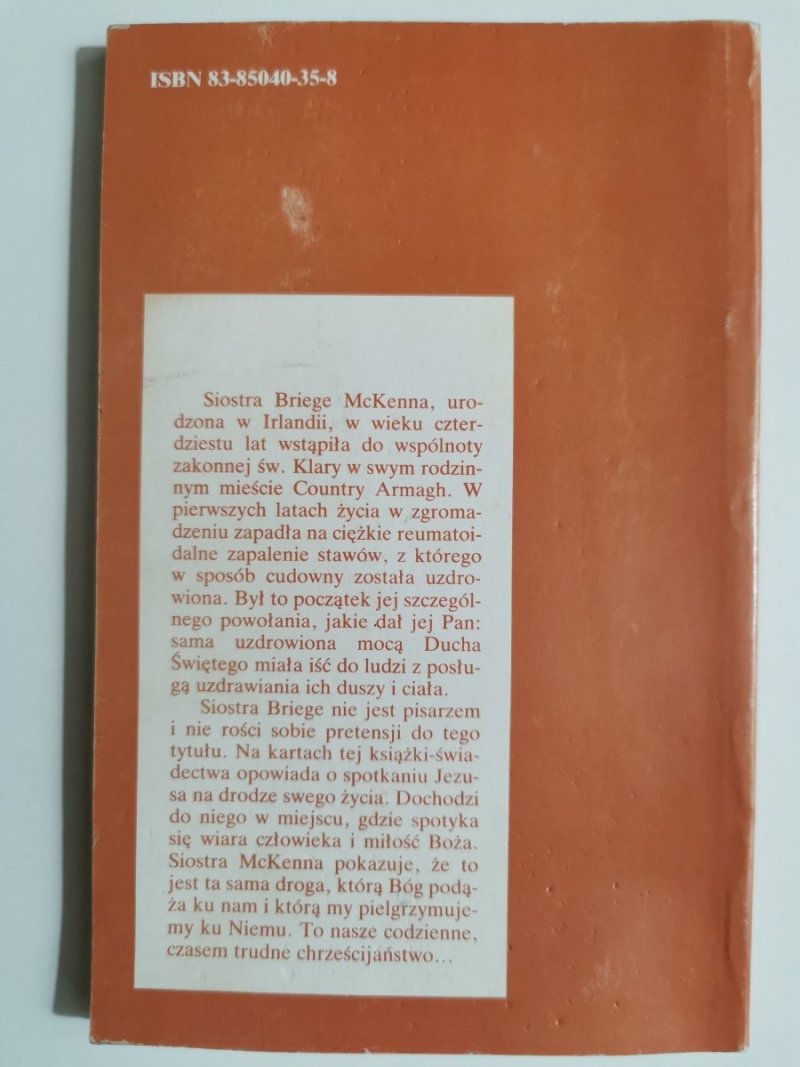 ISBN 83-85040-35-8
Siostra Briege McKenna, uro-
dzona w Irlandii, w wieku czter-
dziestu lat wstąpiła do wspólnoty
zakonnej św. Klary w swym rodzin-
nym mieście Country Armagh. W
pierwszych latach życia w zgroma-
dzeniu zapadła na ciężkie reumatoi-
dalne zapalenie stawów, z którego
w sposób cudowny została uzdro-
wiona. Był to początek jej szczegól-
nego powołania, jakie dał jej Pan:
sama uzdrowiona mocą Ducha
Świętego miała iść do ludzi z posłu-
gą uzdrawiania ich duszy i ciała.
Siostra Briege nie jest pisarzem
i nie rości sobie pretensji do tego
tytułu. Na kartach tej książki-świa-
dectwa opowiada o spotkaniu Jezu-
sa na drodze swego życia. Dochodzi
do niego w miejscu, gdzie spotyka
się wiara człowieka i miłość Boża.
Siostra McKenna pokazuje, że to
jest ta sama droga, którą Bóg podą-
ża ku nam i którą my pielgrzymuje-
my ku Niemu. To nasze codzienne,
czasem trudne chrześcijaństwo...